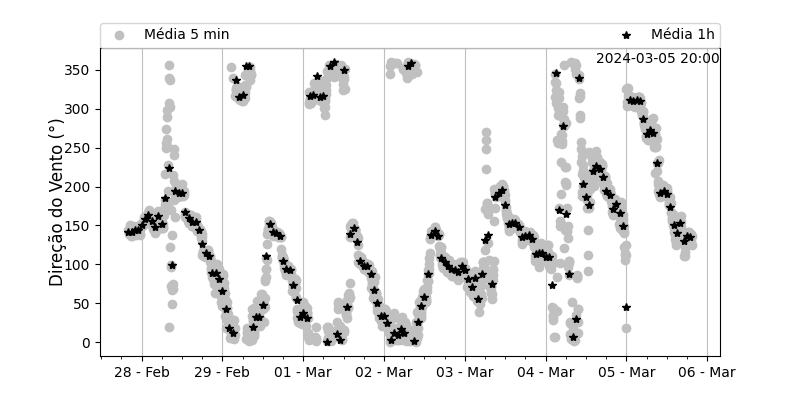 Média 5 min
Média 1h
2024-03-05 20:00
Direção do Vento (°)
350
300
250
200
150
100
50
0
28 - Feb
29 - Feb
01 - Mar
02 - Mar
03 - Mar
04 - Mar
05 - Mar
06 - Mar